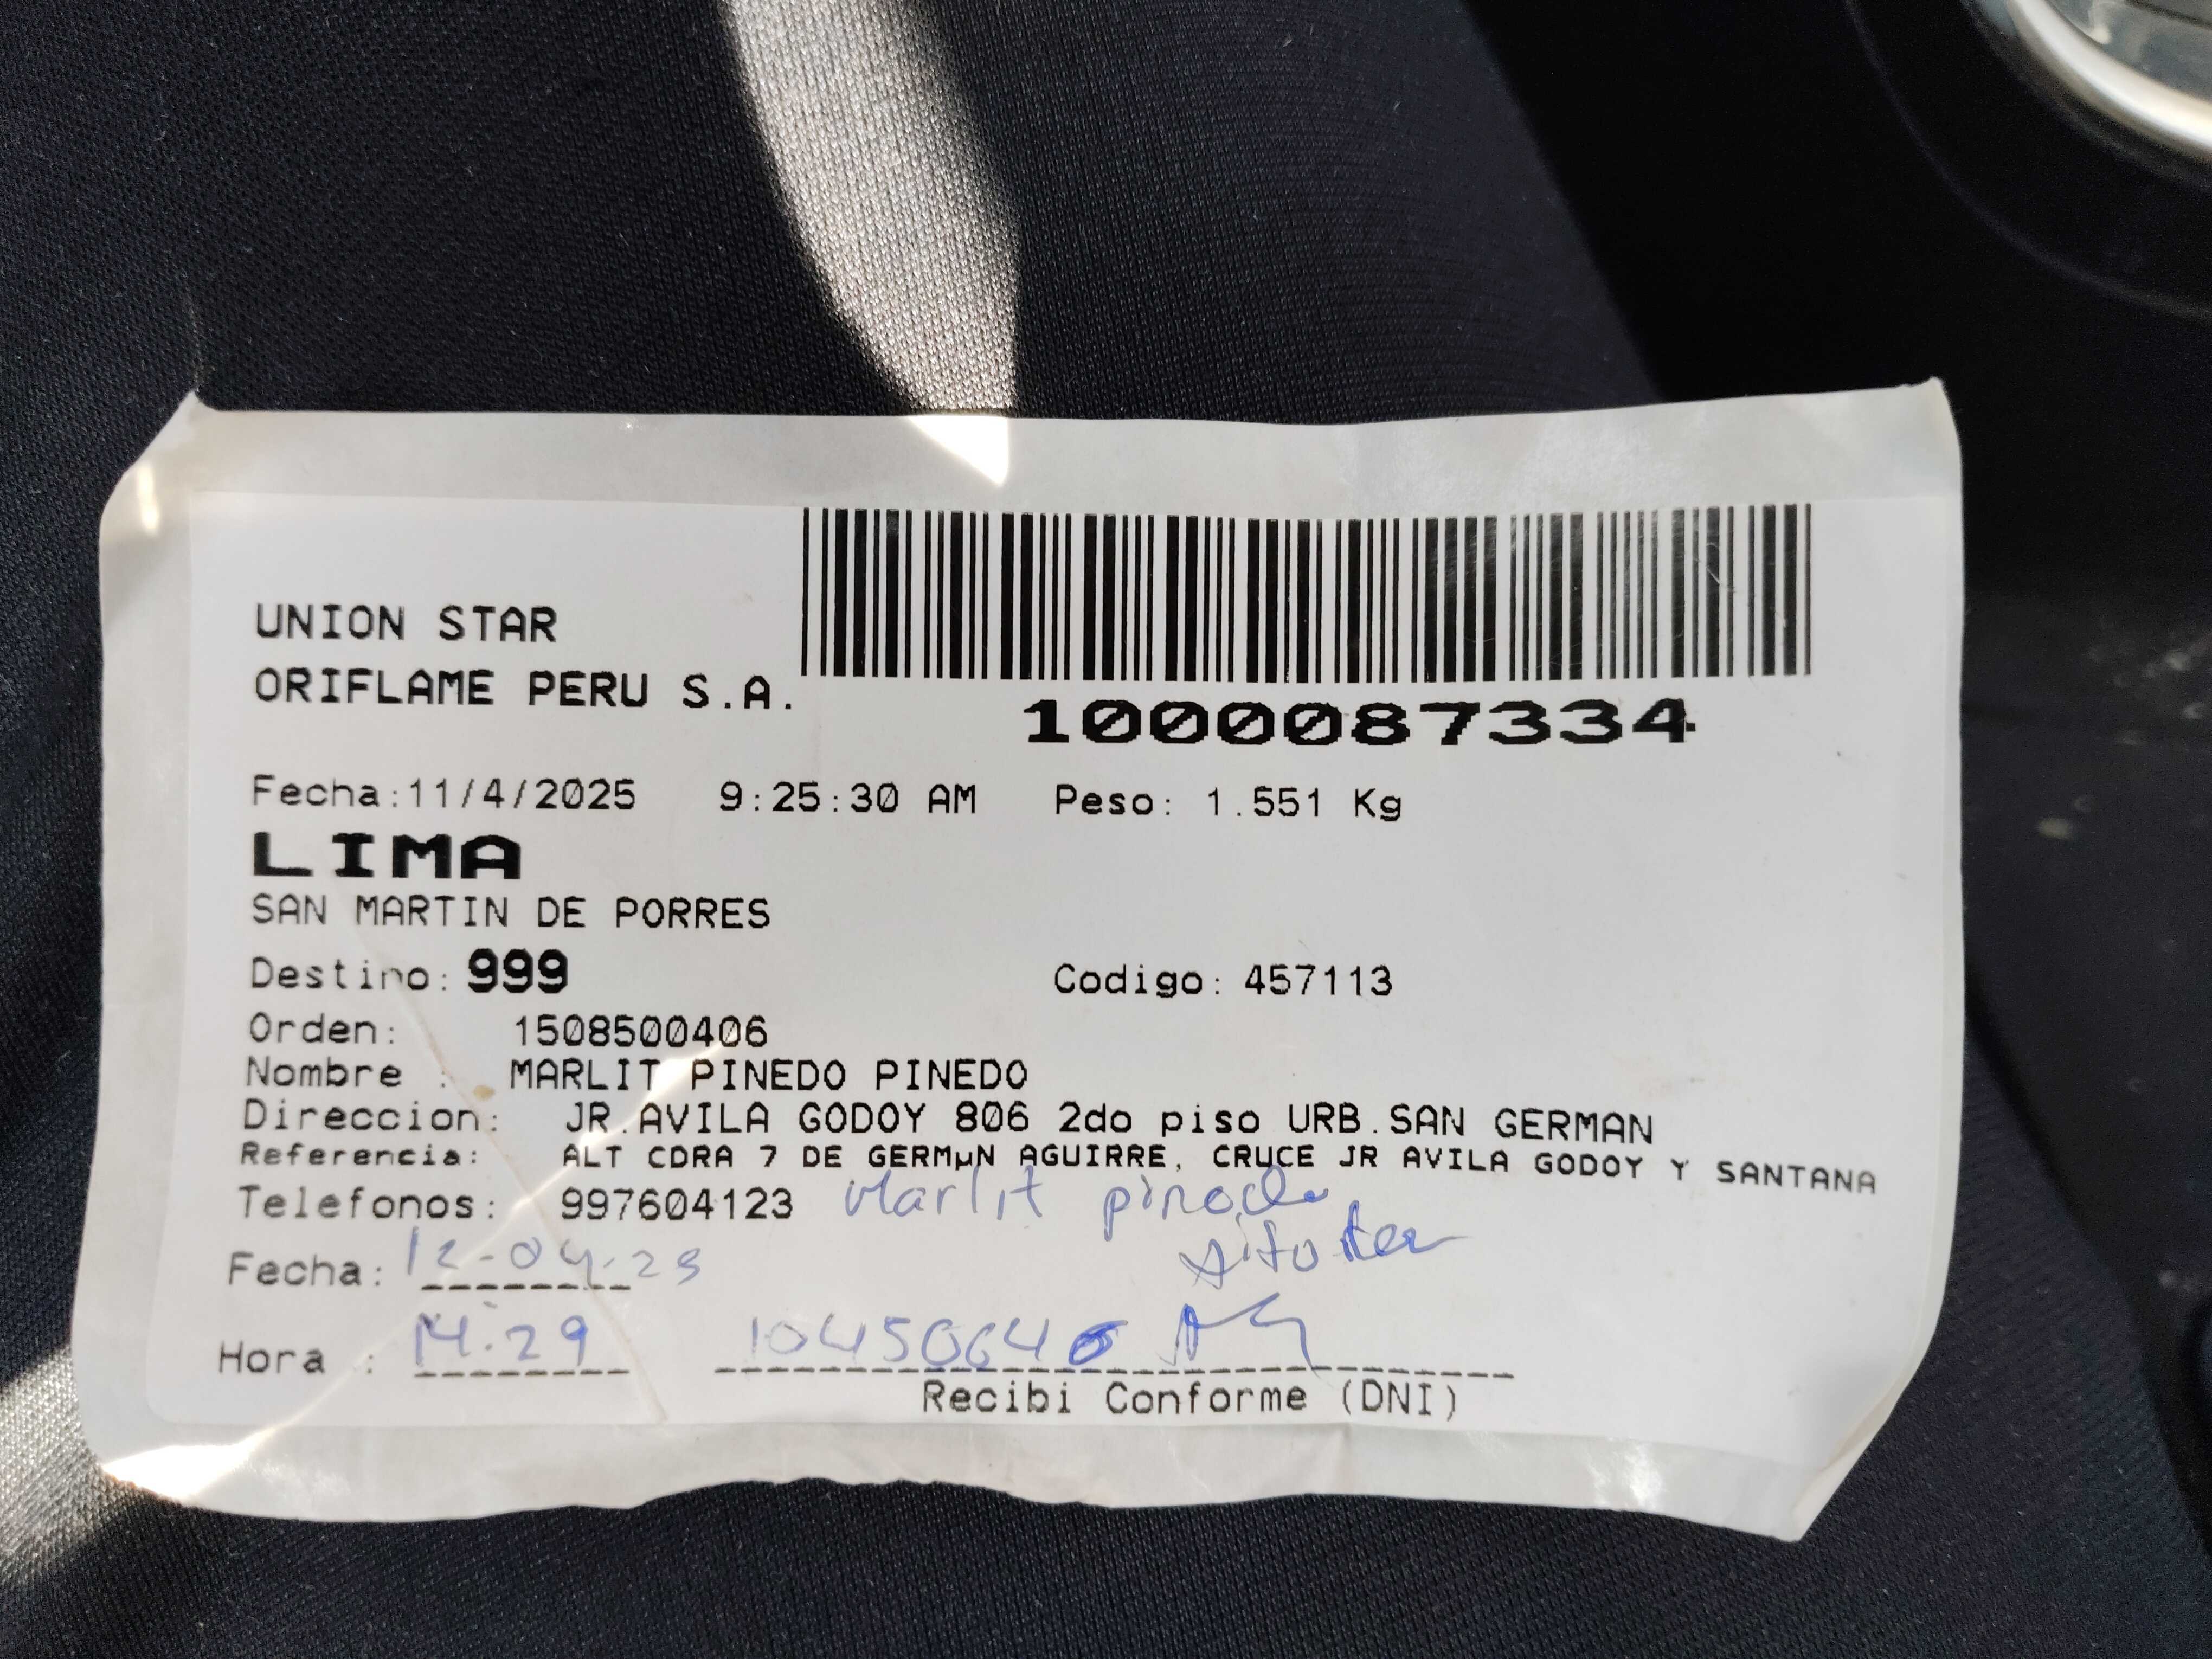 UNION STAR
ORIFLAME PERU S.A.
1000087334
Fecha:11/4/2025 9:25:30 AM Peso: 1.551 Kg
LIMA
SAN MARTIN DE PORRES
Destino: 999 Codigo: 457113
Orden: 1508500406
Nombre : MARLIT PINEDO PINEDO
Direccion: JR.AVILA GODOY 806 2do piso URB.SAN GERMAN
Referencia: ALT CDRA 7 DE GERMµN AGUIRRE, CRUCE JR AVILA GODOY Y SANTANA
Telefonos: 997604123 Marlit pinedo
Fecha: 12-04-25
Hora : 14:29
Recibi Conforme (DNI)